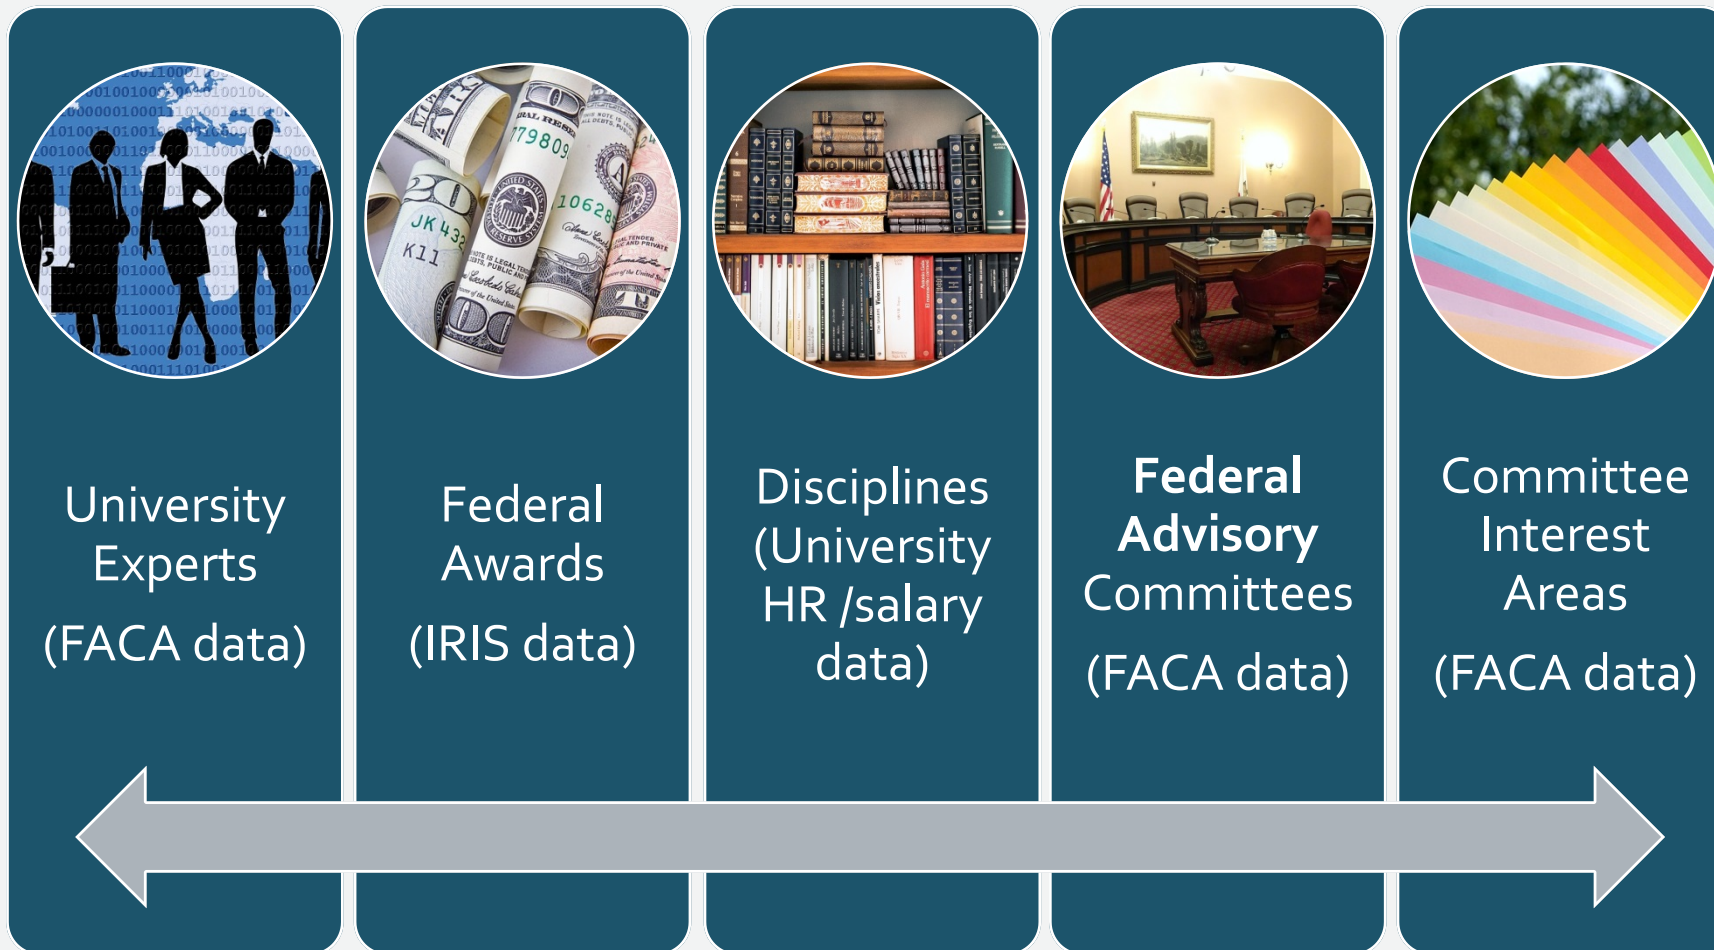 University
Experts
(FACA data)
Federal
Awards
(IRIS data)
Disciplines
(University
HR /salary
data)
Federal
Advisory
Committees
(FACA data)
Committee
Interest
Areas
(FACA data)